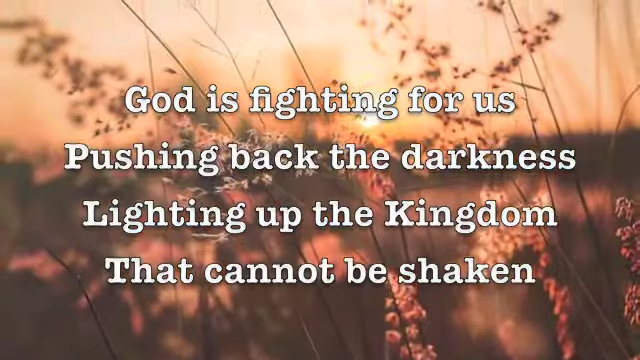 God is fighting for us
Pushing back the darkness
Lighting up the Kingdom
That cannot be shaken